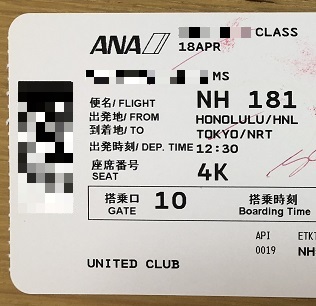 ANA CLASS
18APR
MS
便名/FLIGHT NH 181
出発地/FROM HONOLULU/HNL
到着地/TO TOKYO/NRT
出発時刻/DEP. TIME 12:30
座席番号 4K
SEAT
搭乗口 10 搭乗時刻
GATE Boarding Time
API ETKT
0019 NH
UNITED CLUB